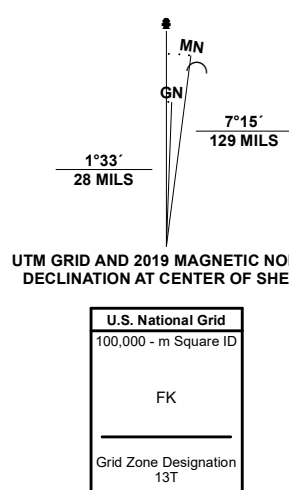 MN
GN
7°15´
129 MILS
1°33´
28 MILS
UTM GRID AND 2019 MAGNETIC NO
DECLINATION AT CENTER OF SHE
U.S. National Grid
100,000 - m Square ID
FK
Grid Zone Designation
13T